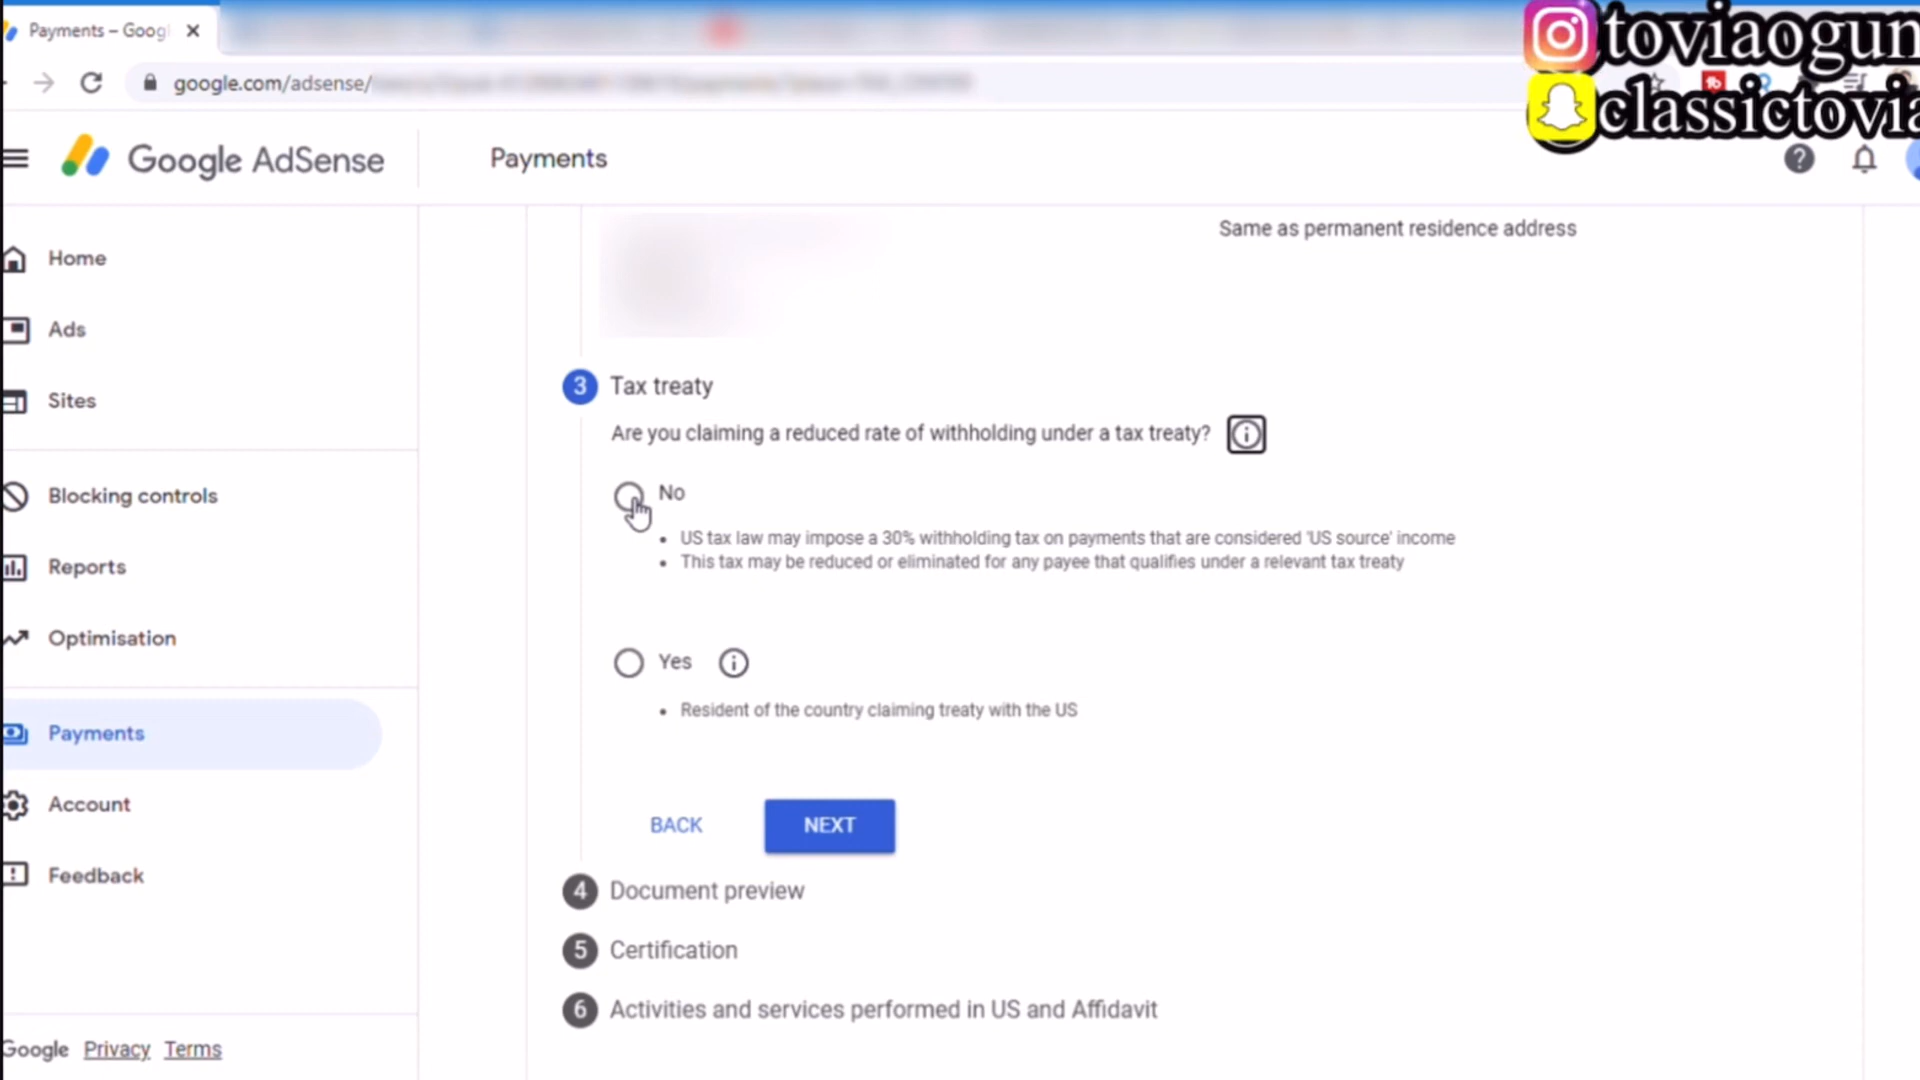 Payments – Goog
toviaogun
google.com/adsense/
classictovia
Google AdSense
Payments
Home
Ads
Sites
Blocking controls
Reports
Optimisation
Payments
Account
Feedback
Google Privacy Terms
Same as permanent residence address
3 Tax treaty
Are you claiming a reduced rate of withholding under a tax treaty?
No
• US tax law may impose a 30% withholding tax on payments that are considered 'US source' income
• This tax may be reduced or eliminated for any payee that qualifies under a relevant tax treaty
Yes
• Resident of the country claiming treaty with the US
BACK NEXT
4 Document preview
5 Certification
6 Activities and services performed in US and Affidavit